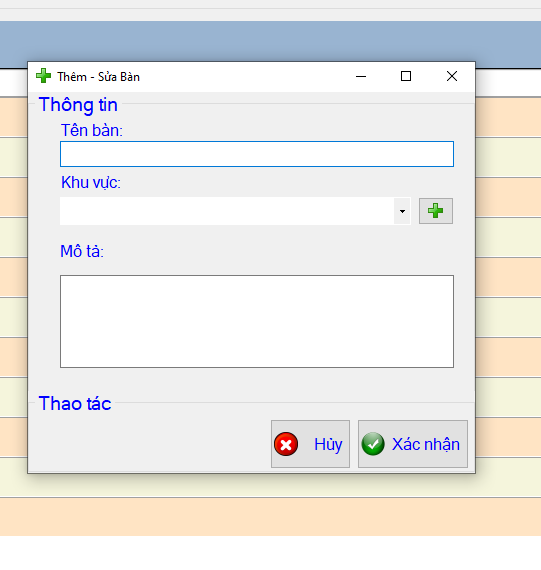 Thêm - Sửa Bàn
Thông tin
Tên bàn:
Khu vực:
Mô tả:
Thao tác
Hủy
Xác nhận